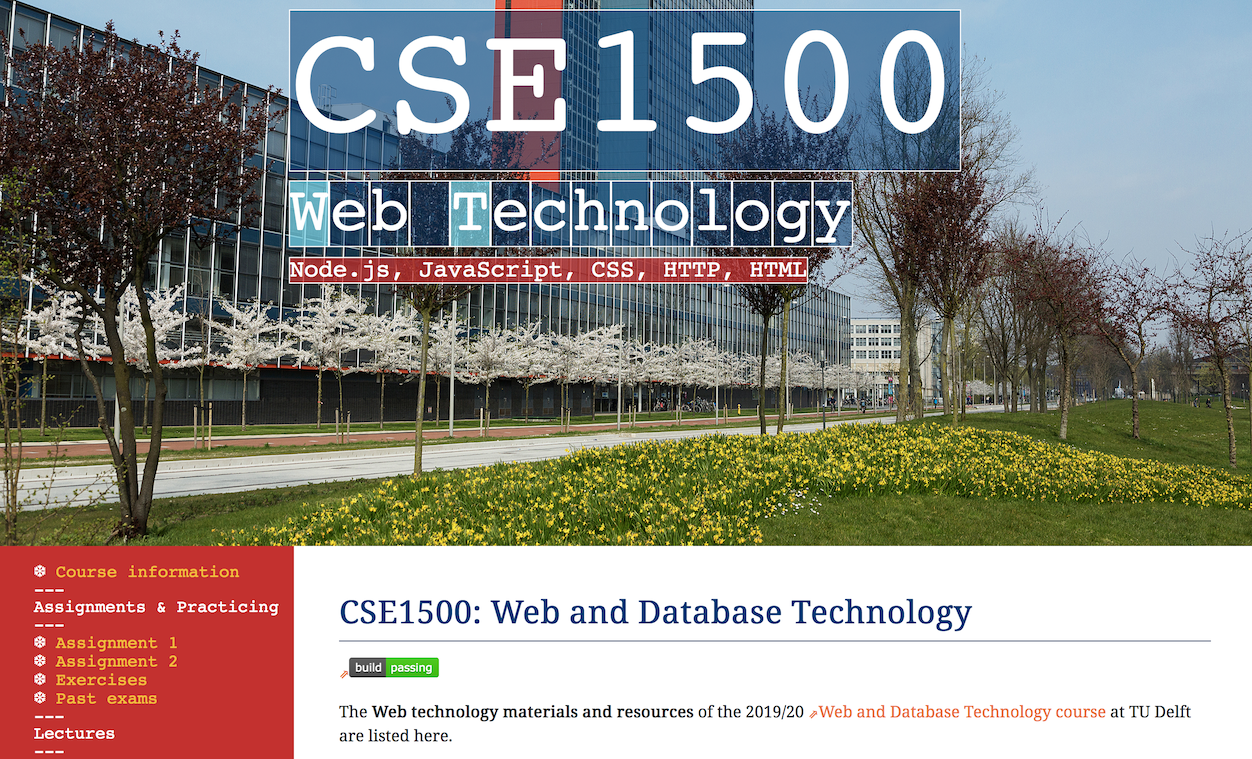 CSE1500
Web Technology
Node.js, JavaScript, CSS, HTTP, HTML
❆ Course information
---
Assignments & Practicing
---
❆ Assignment 1
❆ Assignment 2
❆ Exercises
❆ Past exams
---
Lectures
---
CSE1500: Web and Database Technology
build passing
The Web technology materials and resources of the 2019/20 Web and Database Technology course at TU Delft
are listed here.